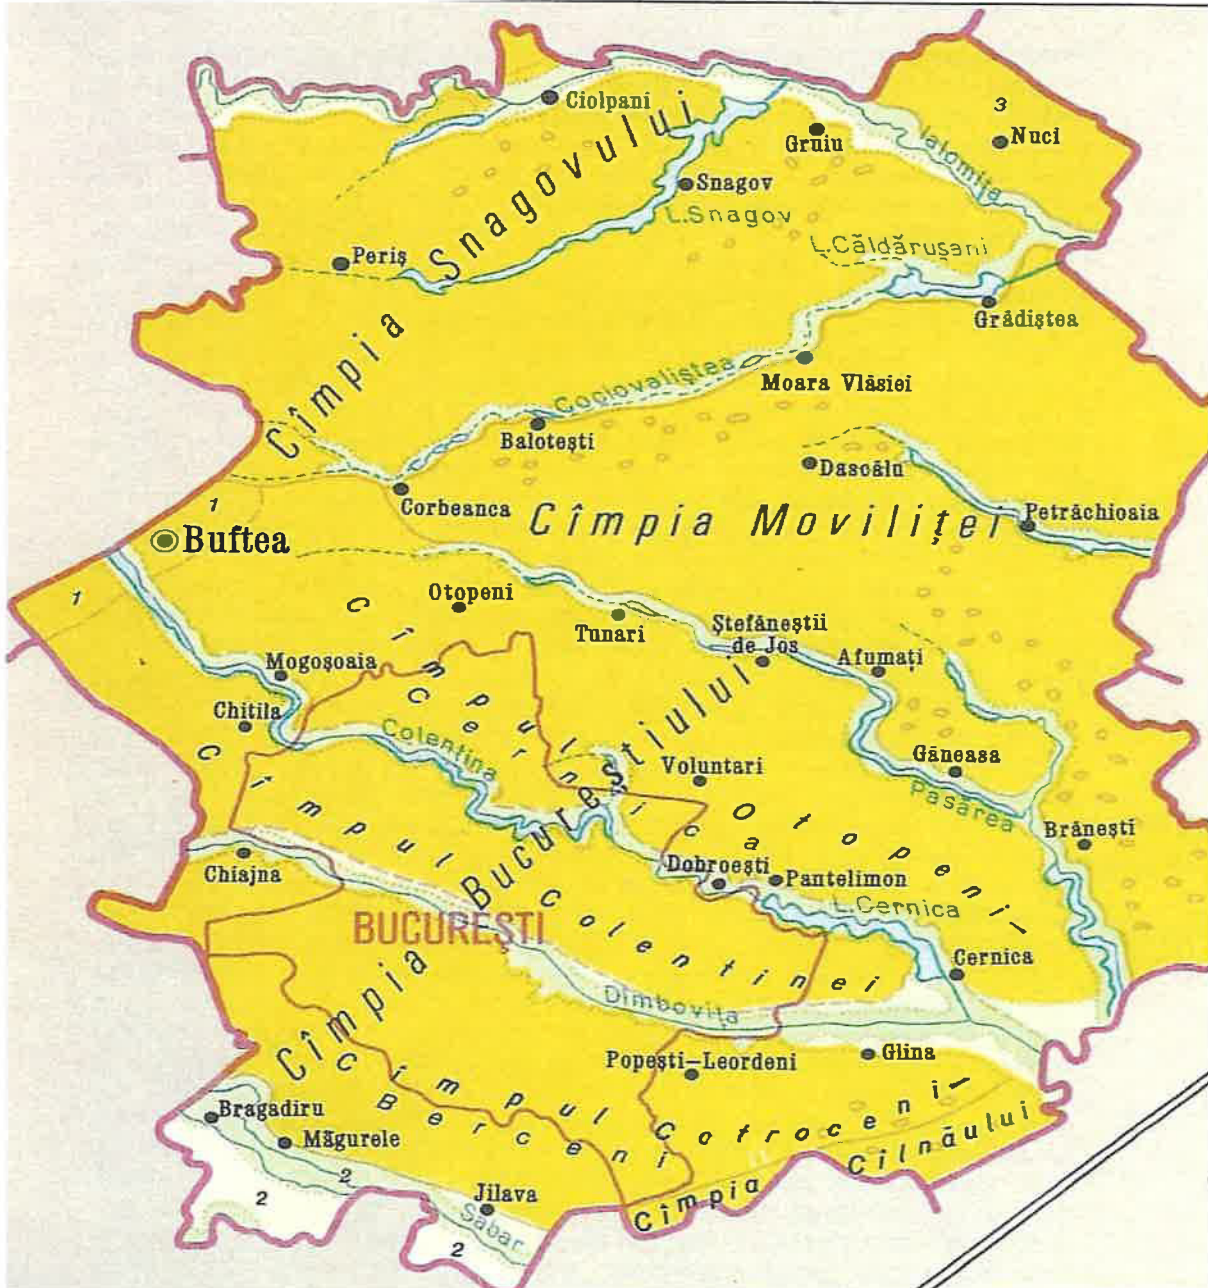 Ciolpani
3
Nuci
Gruiu
Ialomița
Snagov
L.Snagov
L.Căldărușani
Periș
Grădiștea
Cîmpia Snagovului
Moara Vlăsiei
Cociovaliștea
Balotești
Dascălu
Corbeanca
Cîmpia Moviliței
Petrăchioaia
1
Buftea
1
Otopeni
Tunari
Ștefăneștii
de Jos
Afumați
Mogoșoaia
Chitila
Colentina
Voluntari
Găneasa
Pasărea
Brănești
Cîmpul Otopeni-
Cernica
Cîmpul Colentinei
Chiajna
Dobroești
Pantelimon
L.Cernica
BUCUREȘTI
Cîmpia Bucureștiului
Cernica
Dîmbovița
Popești-Leordeni
Glina
Cîmpul Cotroceni-
Berceni
Bragadiru
Măgurele
2
2
Jilava
Sabar
2
Cîmpia Cîlnăului